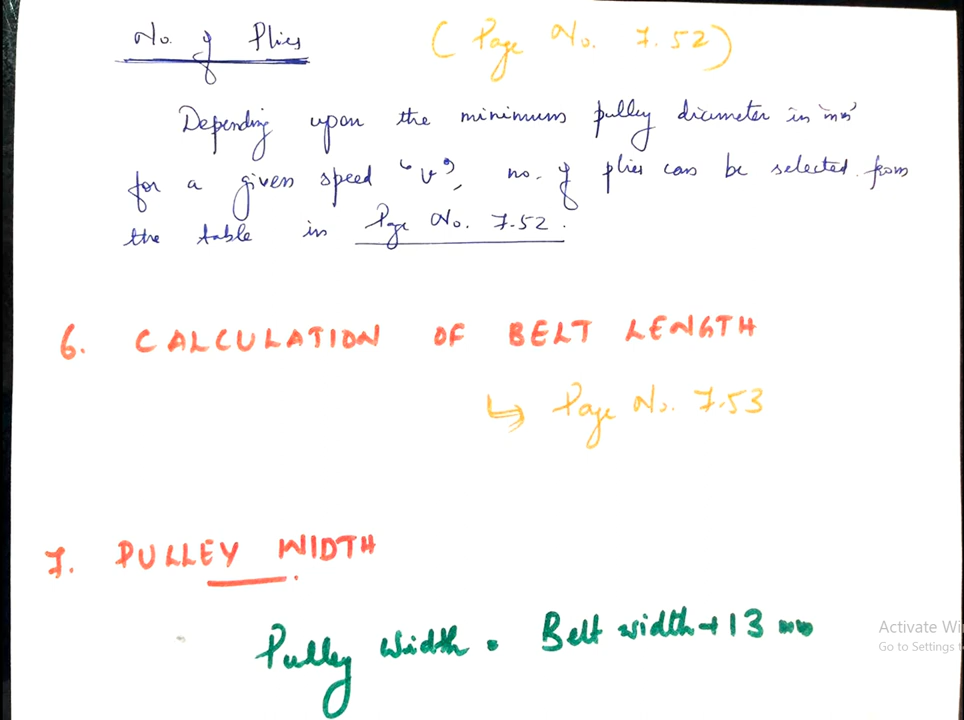 No. of Plies (Page No. 7.52)
Depending upon the minimum pulley diameter in 'mm'
for a given speed "v", no. of plies can be selected from
the table in Page No. 7.52.
6. CALCULATION OF BELT LENGTH
↳ Page No. 7.53
7. PULLEY WIDTH
Pulley Width = Belt width + 13 mm
Activate Wi
Go to Settings t